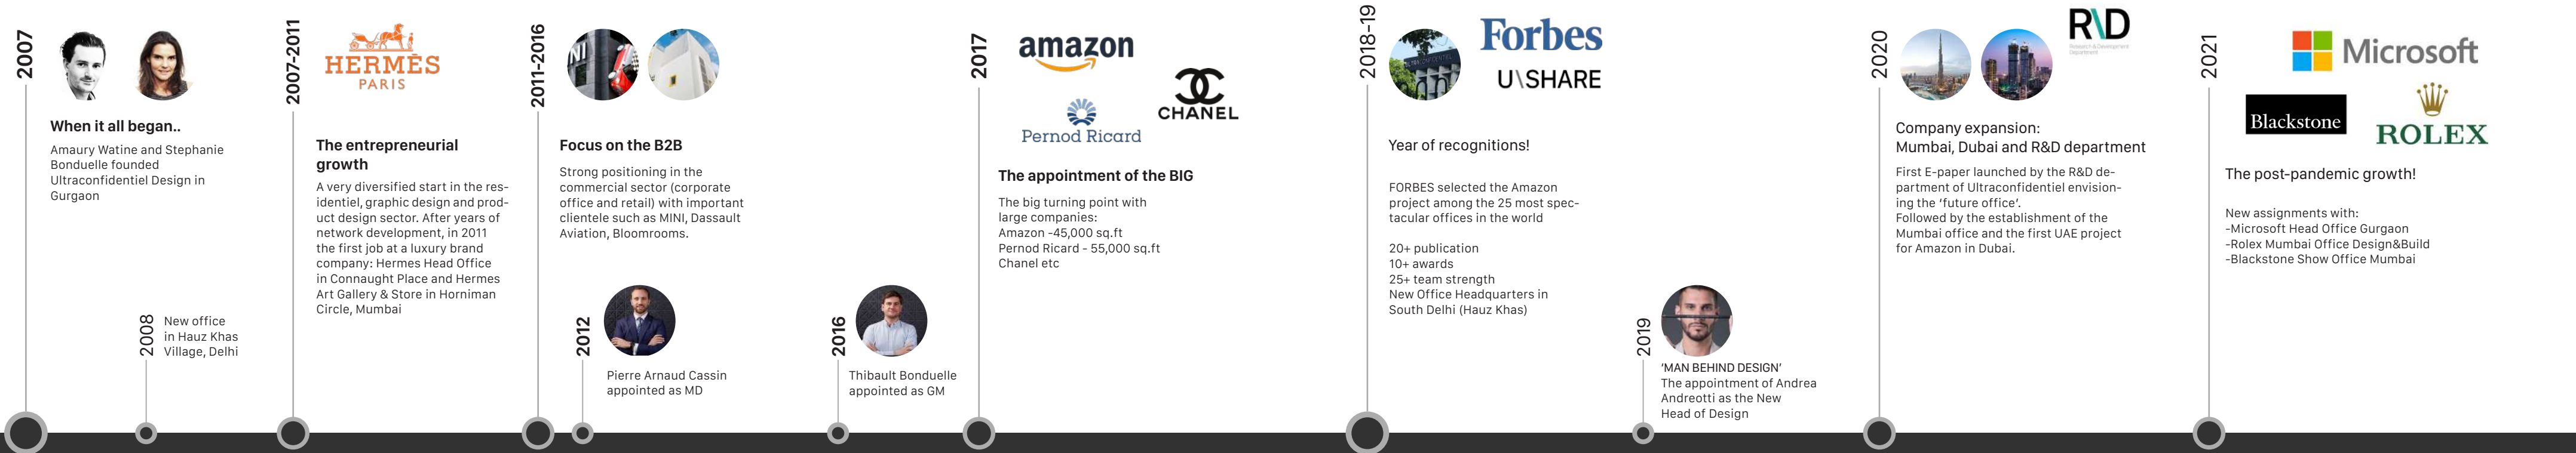 2007
When it all began..
Amaury Watine and Stephanie
Bonduelle founded
Ultraconfidentiel Design in
Gurgaon
2008
New office
in Hauz Khas
Village, Delhi
2007-2011
HERMÈS
PARIS
The entrepreneurial
growth
A very diversified start in the res-
idential, graphic design and prod-
uct design sector. After years of
network development, in 2011
the first job at a luxury brand
company: Hermes Head Office
in Connaught Place and Hermes
Art Gallery & Store in Horniman
Circle, Mumbai
2011-2016
Focus on the B2B
Strong positioning in the
commercial sector (corporate
office and retail) with important
clientele such as MINI, Dassault
Aviation, Bloomrooms.
2012
Pierre Arnaud Cassin
appointed as MD
2016
Thibault Bonduelle
appointed as GM
2017
amazon
CHANEL
Pernod Ricard
The appointment of the BIG
The big turning point with
large companies:
Amazon -45,000 sq.ft
Pernod Ricard - 55,000 sq.ft
Chanel etc
2018-19
Forbes
U\SHARE
Year of recognitions!
FORBES selected the Amazon
project among the 25 most spec-
tacular offices in the world
20+ publication
10+ awards
25+ team strength
New Office Headquarters in
South Delhi (Hauz Khas)
2019
‘MAN BEHIND DESIGN’
The appointment of Andrea
Andreotti as the New
Head of Design
2020
R\D
Research & Development
Department
Company expansion:
Mumbai, Dubai and R&D department
First E-paper launched by the R&D de-
partment of Ultraconfidentiel envision-
ing the ‘future office’.
Followed by the establishment of the
Mumbai office and the first UAE project
for Amazon in Dubai.
2021
Microsoft
Blackstone
ROLEX
The post-pandemic growth!
New assignments with:
-Microsoft Head Office Gurgaon
-Rolex Mumbai Office Design&Build
-Blackstone Show Office Mumbai